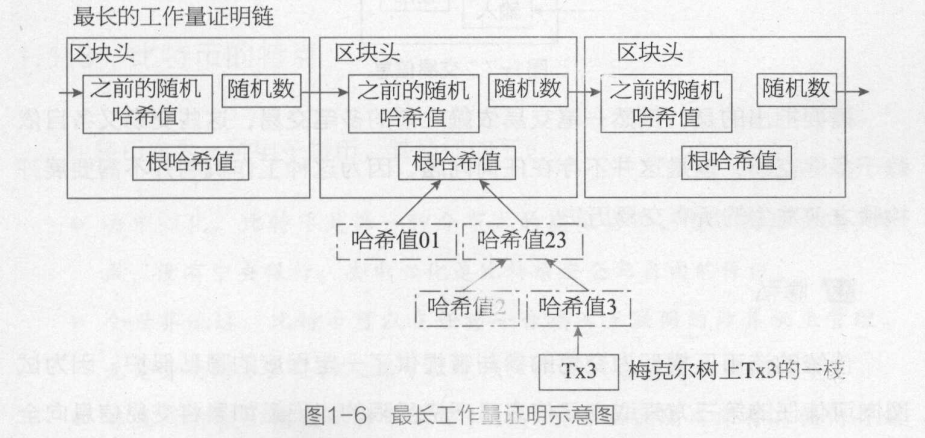 最长的工作量证明链
区块头 区块头 区块头
之前的随机哈希值 随机数 之前的随机哈希值 随机数 之前的随机哈希值 随机数
根哈希值 根哈希值 根哈希值
哈希值01 哈希值23
哈希值2 哈希值3
Tx3 梅克尔树上Tx3的一枝
图1-6 最长工作量证明示意图